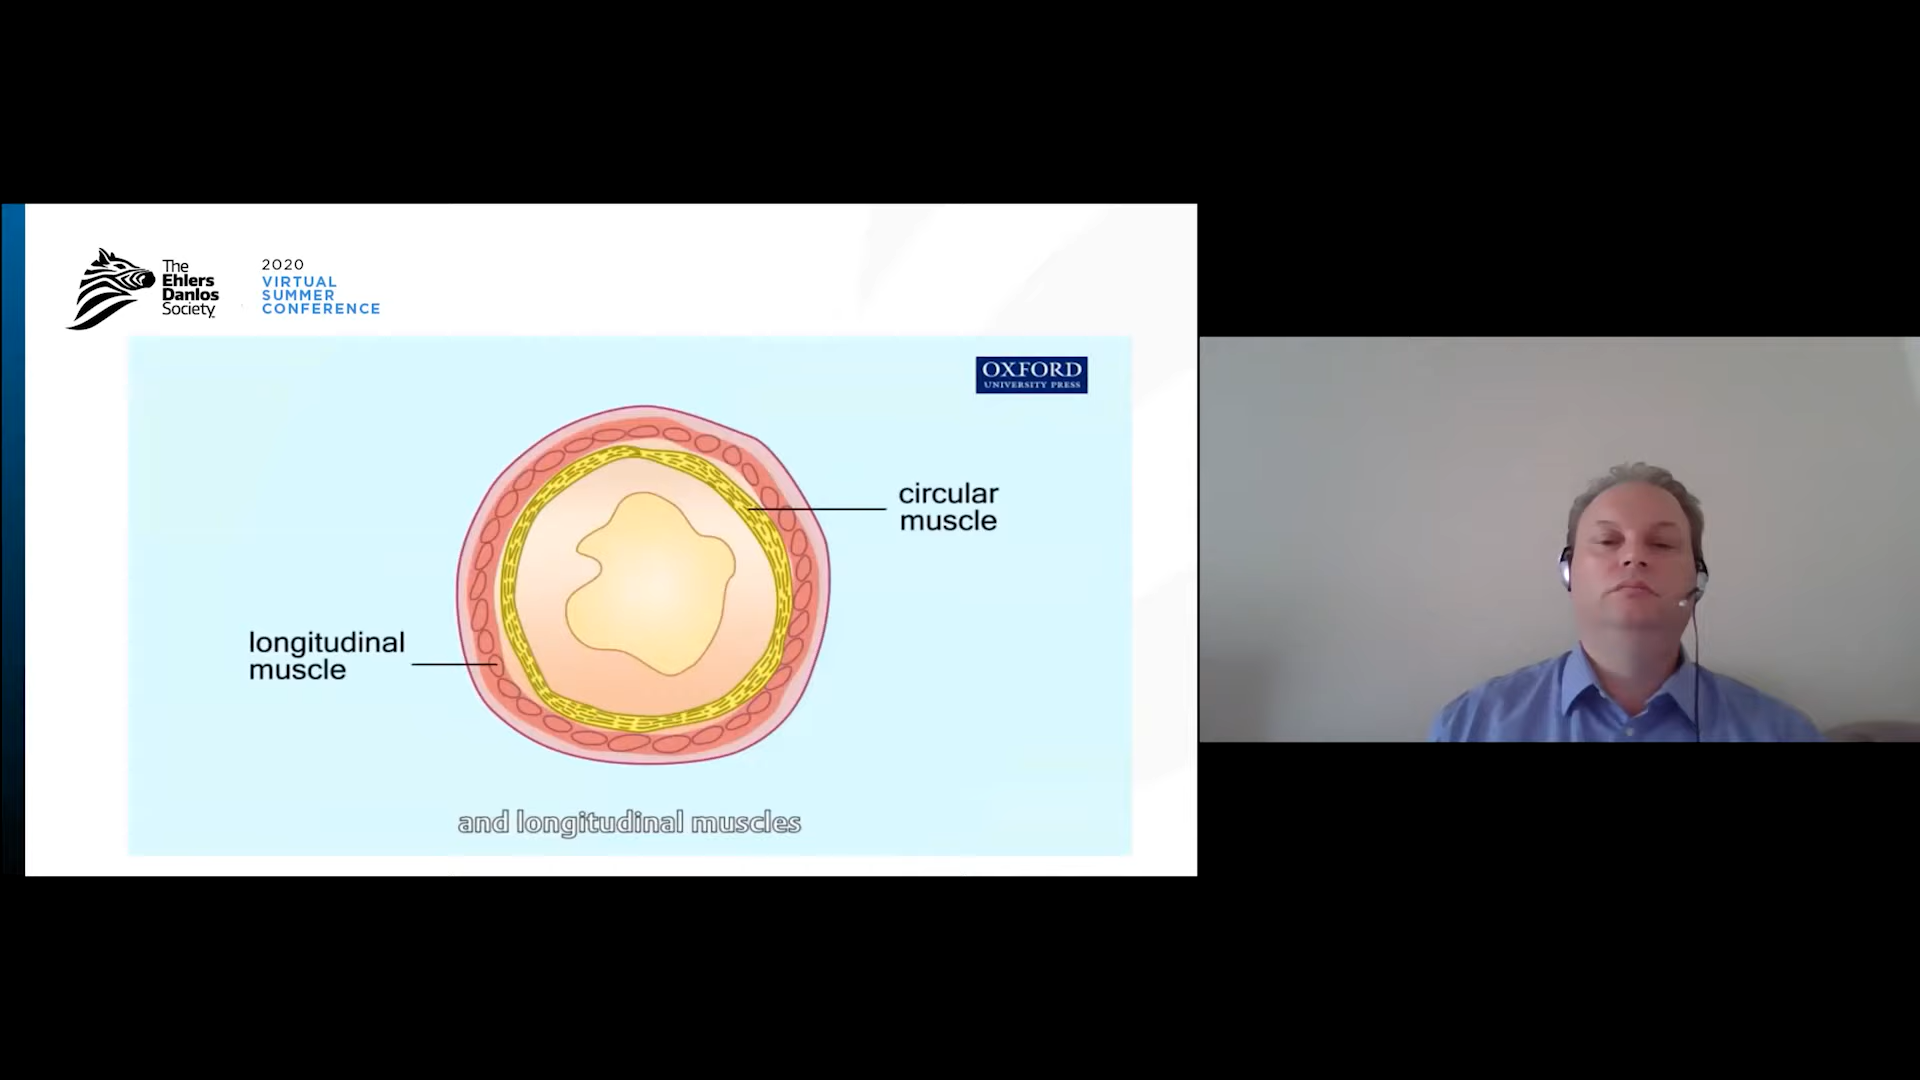 The
Ehlers
Danlos
Society
2020
VIRTUAL
SUMMER
CONFERENCE
OXFORD
UNIVERSITY PRESS
circular
muscle
longitudinal
muscle
and longitudinal muscles